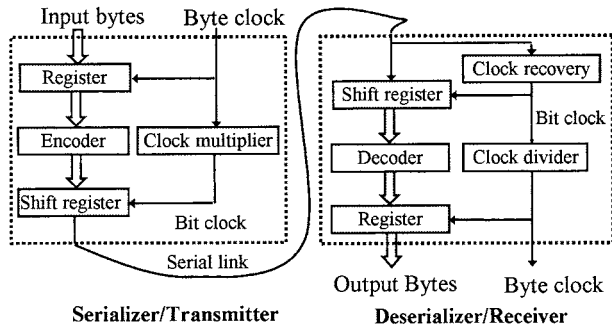 Input bytes
Byte clock
Register
Encoder
Clock multiplier
Shift register
Bit clock
Serial link
Serializer/Transmitter
Clock recovery
Shift register
Bit clock
Decoder
Clock divider
Register
Output Bytes
Byte clock
Deserializer/Receiver